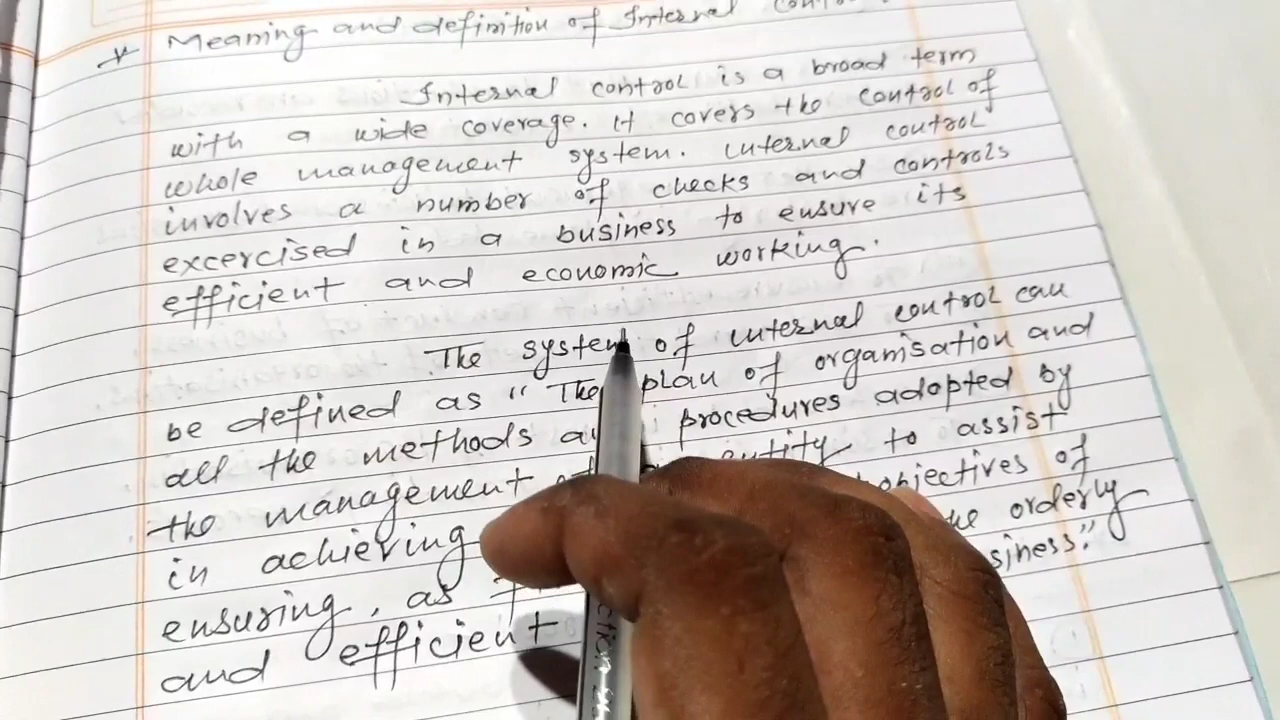 Meaning and definition of Internal
Internal control is a broad term
with a wide coverage. It covers the control of
whole management system. Internal control
involves a number of checks and controls
excercised in a business to ensure its
efficient and economic working.
The system of internal control can
be defined as "The plan of organisation and
all the methods procedures adopted by
the management entity to assist
in achieving objectives of
ensuring, as orderly
and efficient